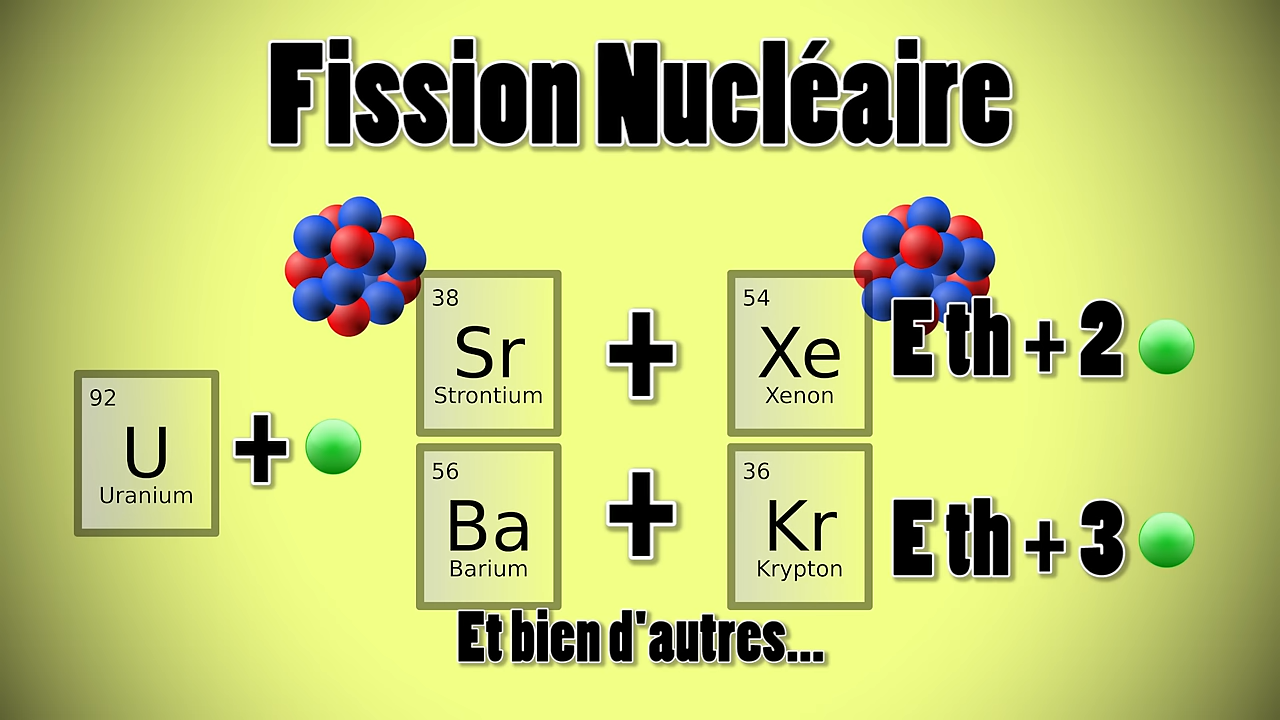 Fission Nucléaire
38
Sr
Strontium
+
54
Xe
Xenon
E th + 2
92
U
Uranium
+
56
Ba
Barium
+
36
Kr
Krypton
E th + 3
Et bien d'autres...